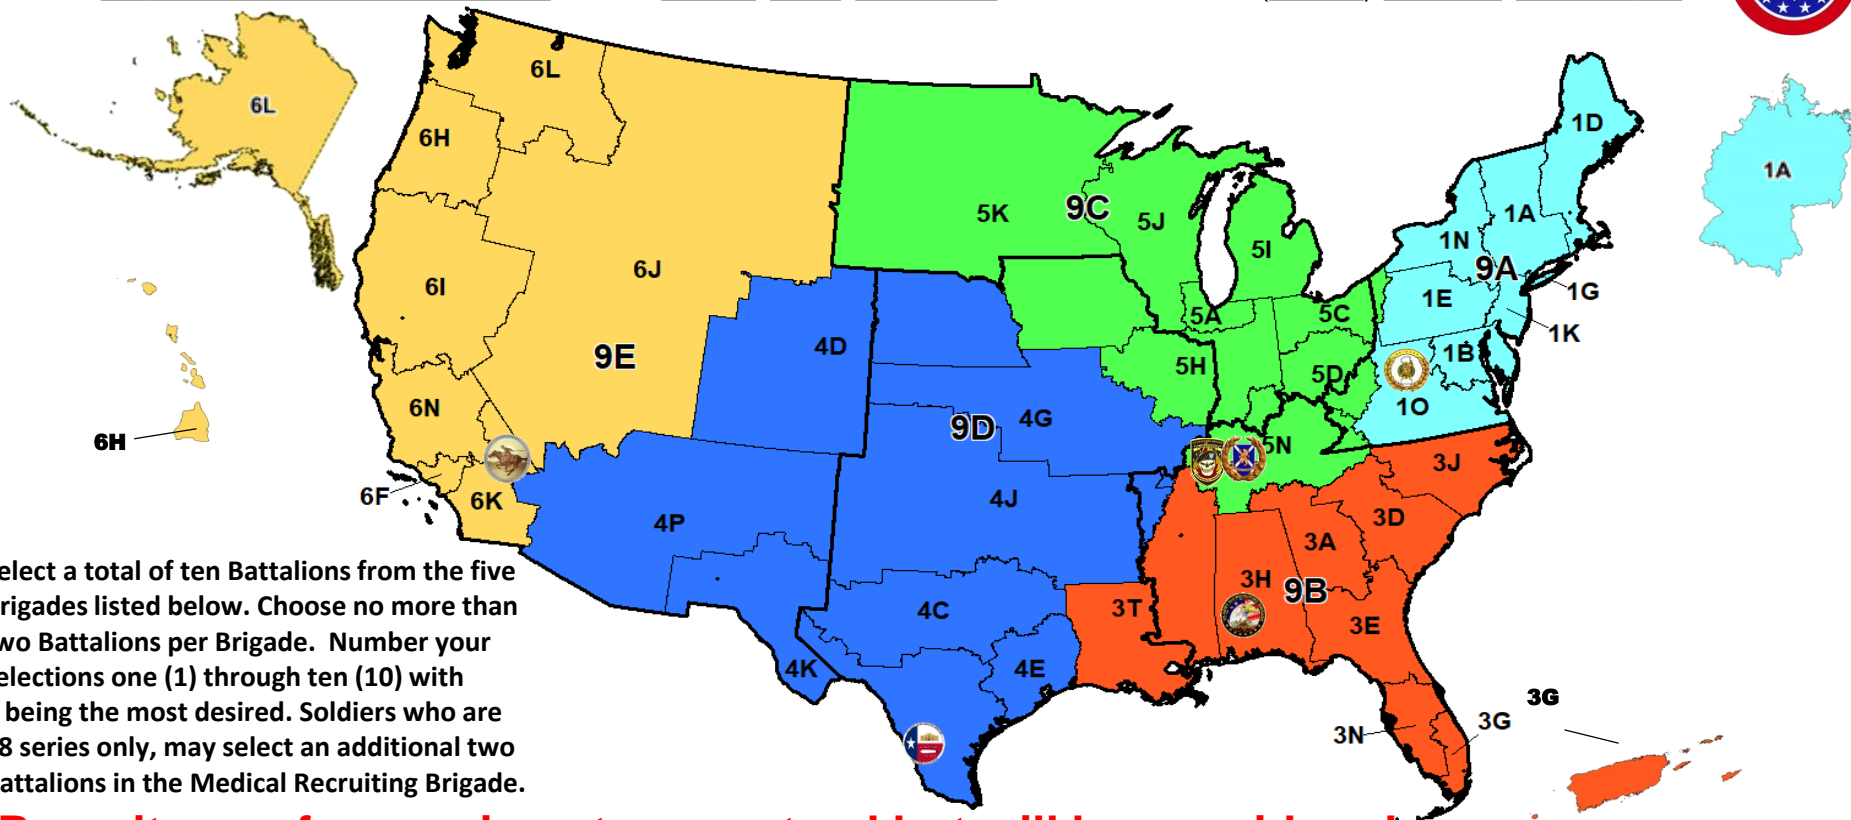 6L
6L
1D
6H
1A
1A
5K
9C
5J
1N
5I
9A
6J
6I
1E
1G
5A
5C
1K
4D
9E
1B
5H
5D
6N
4G
1O
9D
6H
5N
3J
6F
6K
4J
4P
3D
3A
elect a total of ten Battalions from the five
rigades listed below. Choose no more than
wo Battalions per Brigade. Number your
elections one (1) through ten (10) with
being the most desired. Soldiers who are
8 series only, may select an additional two
attalions in the Medical Recruiting Brigade.
3H
9B
4C
3T
3E
4K
4E
3G
3G
3N